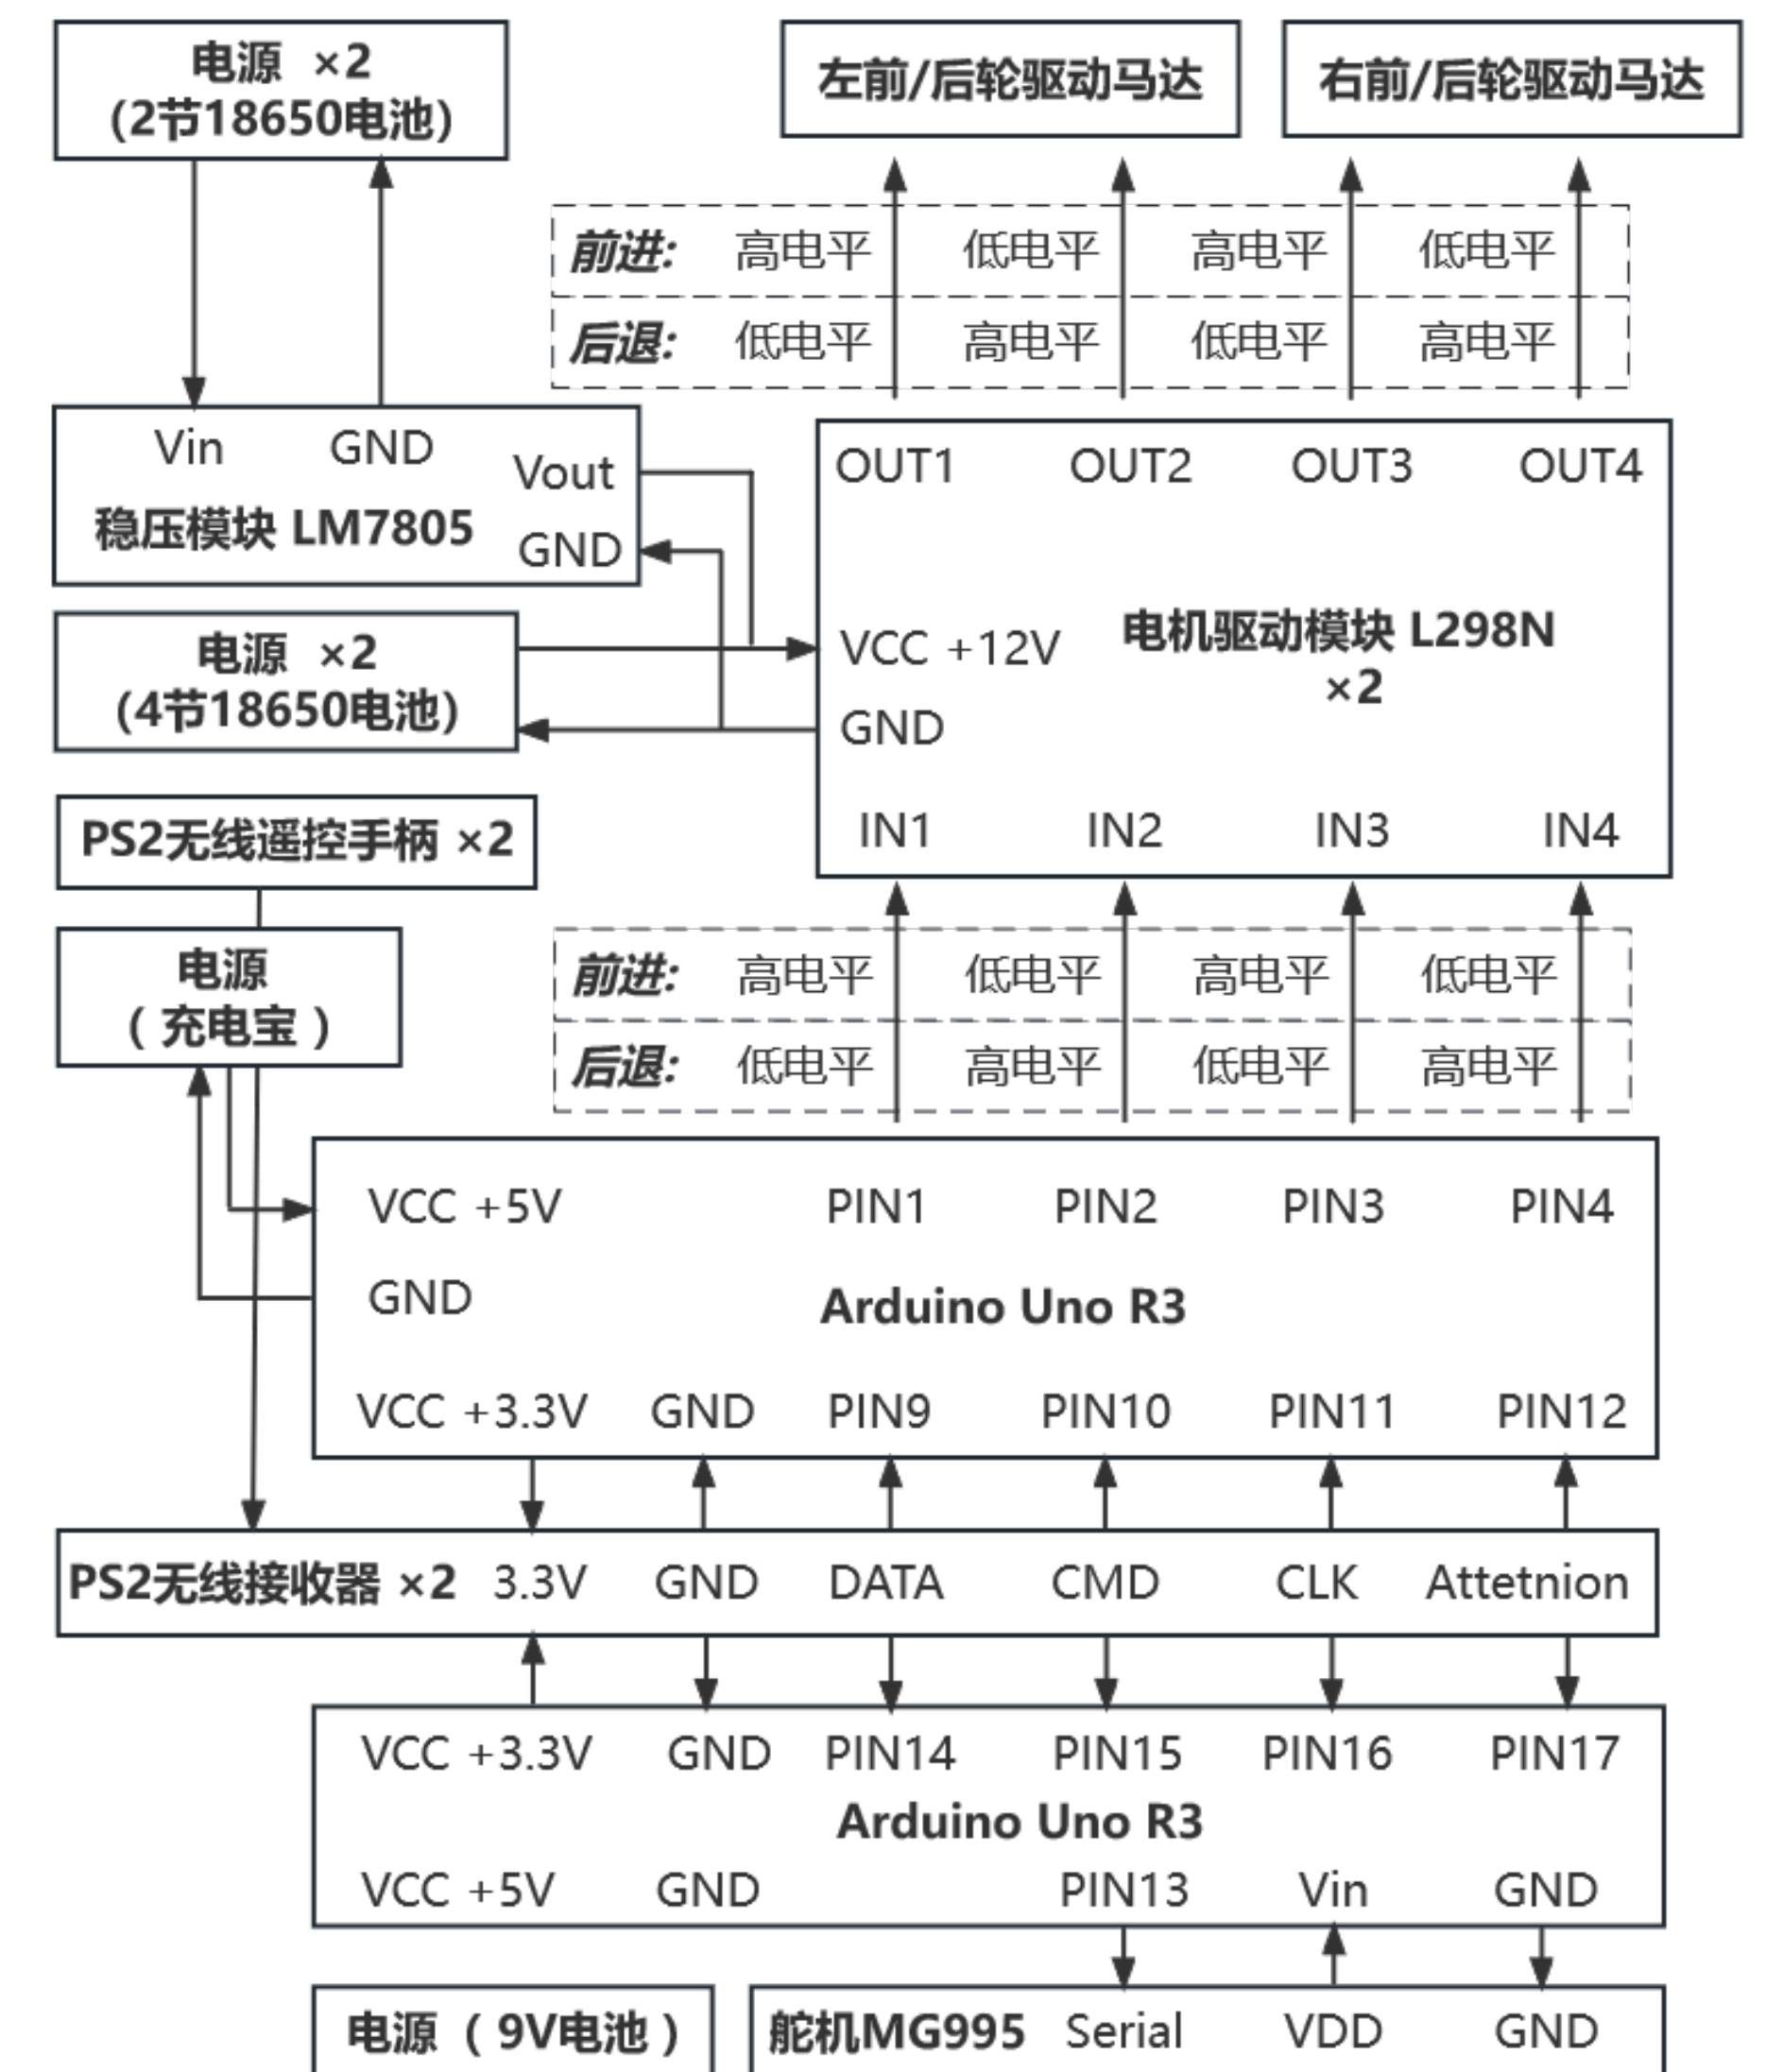 电源 ×2
（2节18650电池）
左前/后轮驱动马达
右前/后轮驱动马达
前进: 高电平 低电平 高电平 低电平
后退: 低电平 高电平 低电平 高电平
Vin GND
Vout
稳压模块 LM7805
GND
OUT1 OUT2 OUT3 OUT4
电源 ×2
（4节18650电池）
VCC +12V
电机驱动模块 L298N
×2
GND
IN1 IN2 IN3 IN4
PS2无线遥控手柄 ×2
电源
（充电宝）
前进: 高电平 低电平 高电平 低电平
后退: 低电平 高电平 低电平 高电平
VCC +5V PIN1 PIN2 PIN3 PIN4
GND
Arduino Uno R3
VCC +3.3V GND PIN9 PIN10 PIN11 PIN12
PS2无线接收器 ×2 3.3V GND DATA CMD CLK Attetnion
VCC +3.3V GND PIN14 PIN15 PIN16 PIN17
Arduino Uno R3
VCC +5V GND PIN13 Vin GND
电源（9V电池）
舵机MG995 Serial VDD GND